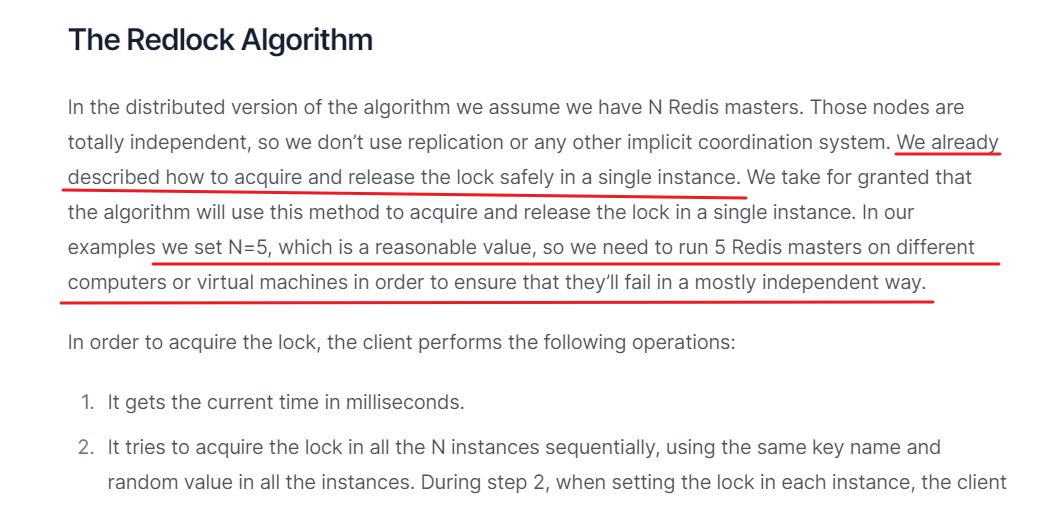 The Redlock Algorithm
In the distributed version of the algorithm we assume we have N Redis masters. Those nodes are
totally independent, so we don’t use replication or any other implicit coordination system. We already
described how to acquire and release the lock safely in a single instance. We take for granted that
the algorithm will use this method to acquire and release the lock in a single instance. In our
examples we set N=5, which is a reasonable value, so we need to run 5 Redis masters on different
computers or virtual machines in order to ensure that they’ll fail in a mostly independent way.
In order to acquire the lock, the client performs the following operations:
1. It gets the current time in milliseconds.
2. It tries to acquire the lock in all the N instances sequentially, using the same key name and
random value in all the instances. During step 2, when setting the lock in each instance, the client